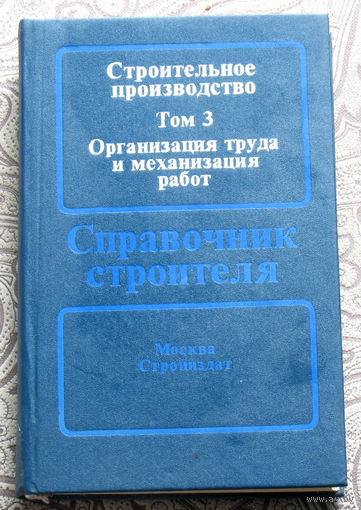 Строительное
производство
Том 3
Организация труда
и механизация
работ
Справочник
строителя
Москва
Стройиздат